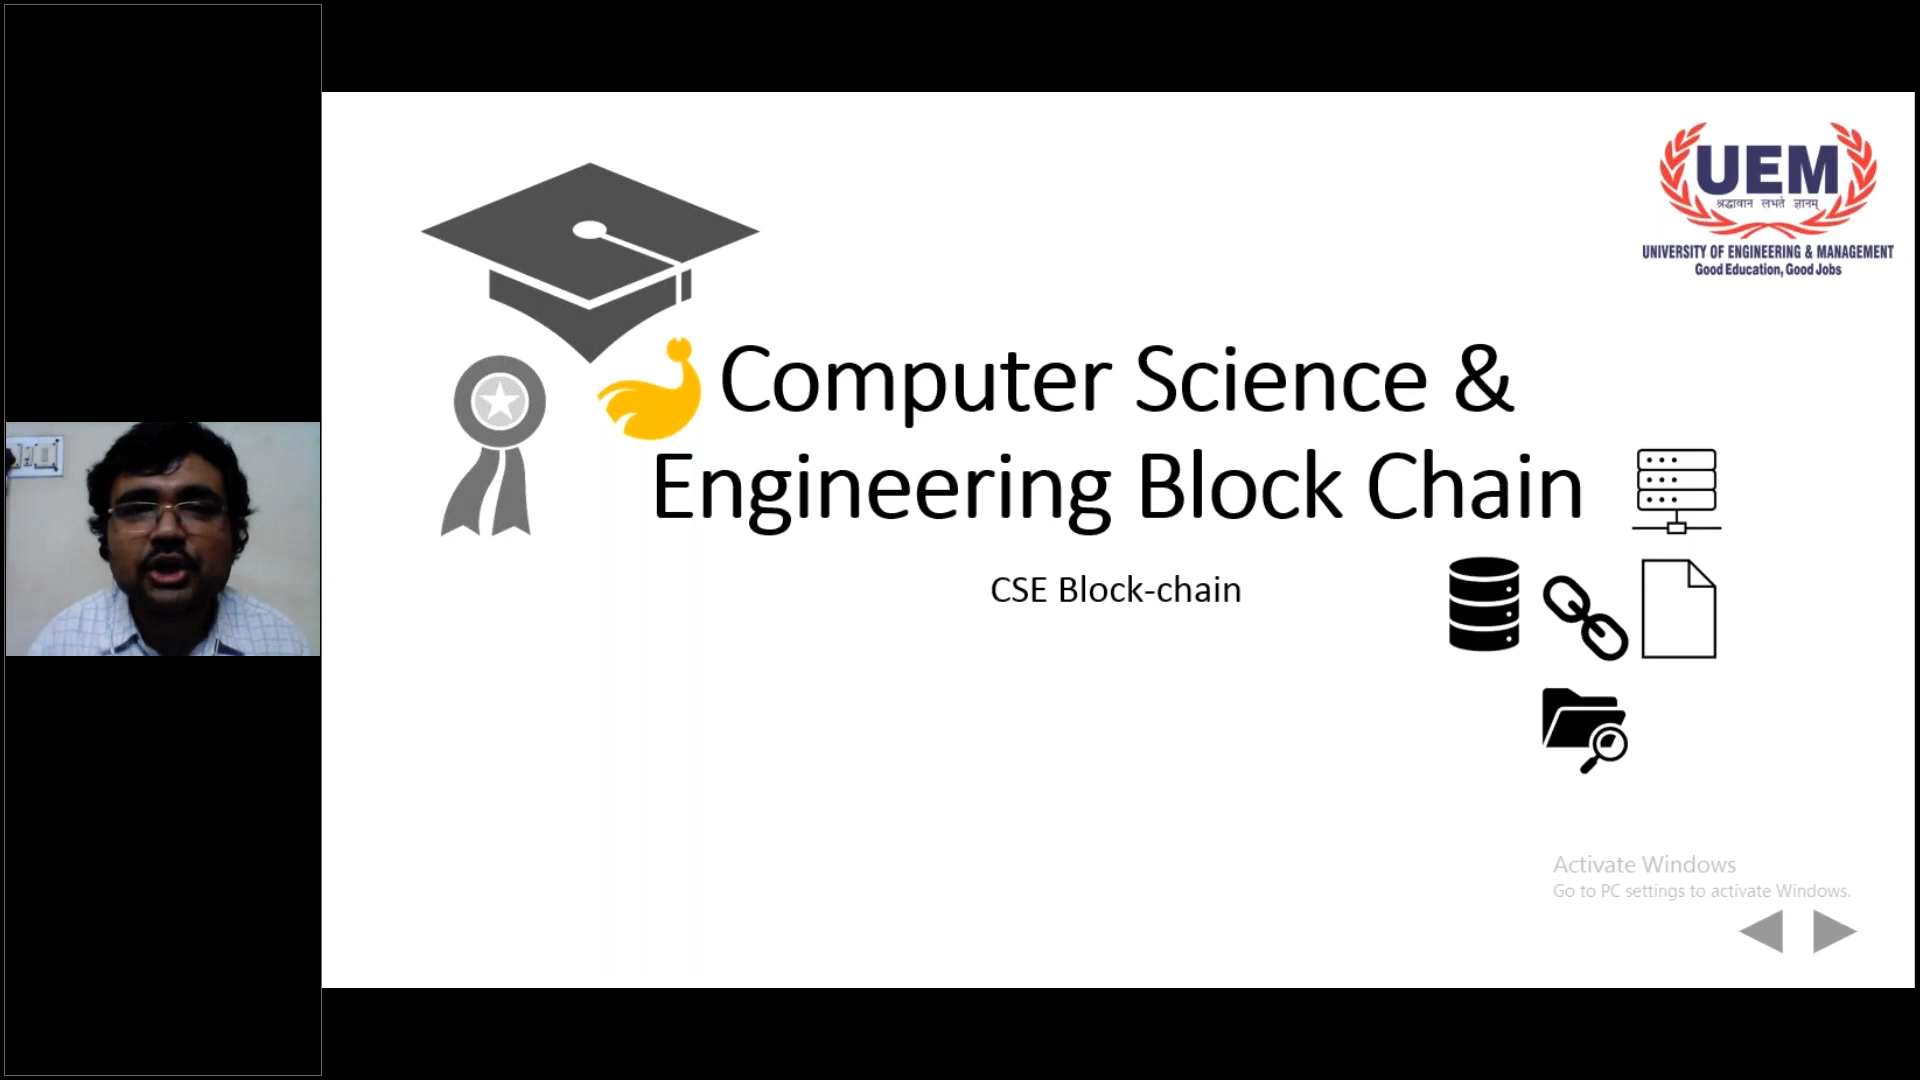 UEM
श्रद्धावान लभते ज्ञानम्
UNIVERSITY OF ENGINEERING & MANAGEMENT
Good Education, Good Jobs
Computer Science &
Engineering Block Chain
CSE Block-chain
Activate Windows
Go to PC settings to activate Windows.